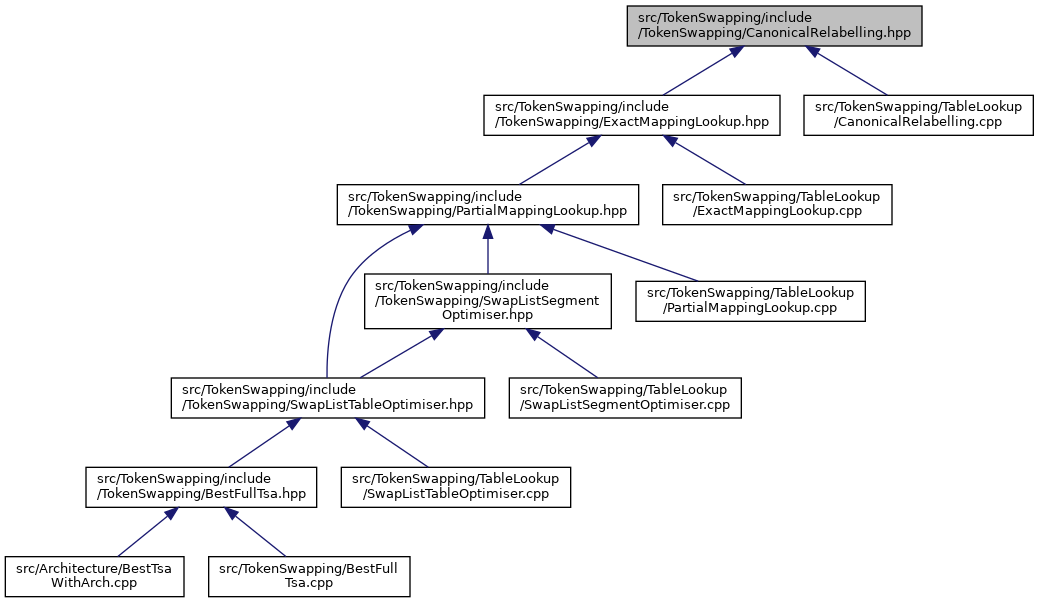 src/TokenSwapping/include
/TokenSwapping/CanonicalRelabelling.hpp
src/TokenSwapping/include
/TokenSwapping/ExactMappingLookup.hpp
src/TokenSwapping/TableLookup
/CanonicalRelabelling.cpp
src/TokenSwapping/include
/TokenSwapping/PartialMappingLookup.hpp
src/TokenSwapping/TableLookup
/ExactMappingLookup.cpp
src/TokenSwapping/include
/TokenSwapping/SwapListSegment
Optimiser.hpp
src/TokenSwapping/TableLookup
/PartialMappingLookup.cpp
src/TokenSwapping/include
/TokenSwapping/SwapListTableOptimiser.hpp
src/TokenSwapping/TableLookup
/SwapListSegmentOptimiser.cpp
src/TokenSwapping/include
/TokenSwapping/BestFullTsa.hpp
src/TokenSwapping/TableLookup
/SwapListTableOptimiser.cpp
src/Architecture/BestTsa
WithArch.cpp
src/TokenSwapping/BestFull
Tsa.cpp